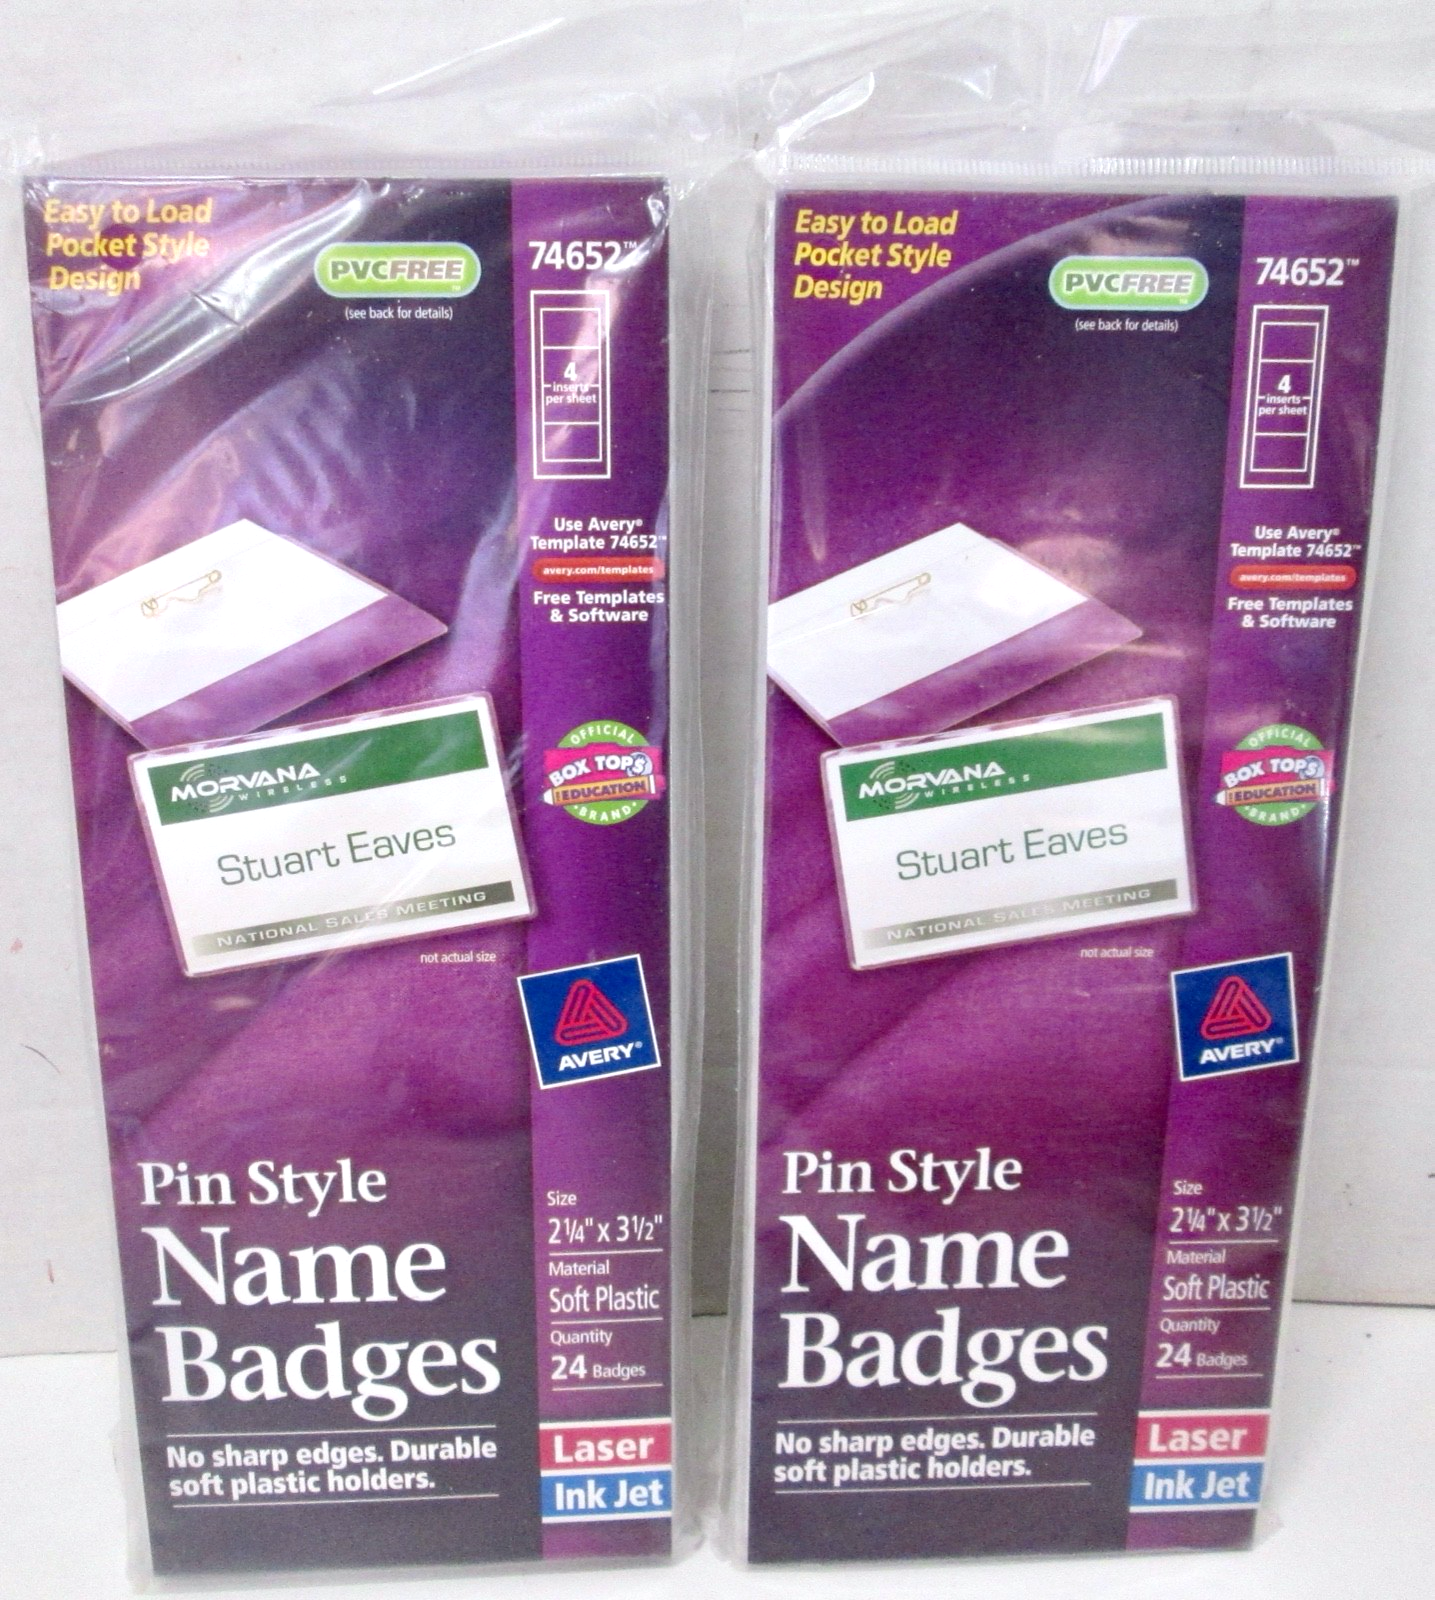 Easy to Load
Pocket Style
Design
PVCFREE™
(see back for details)
74652™
4
inserts
per sheet
Use Avery®
Template 74652™
avery.com/templates
Free Templates
& Software
MORVANA
WIRELESS
Stuart Eaves
NATIONAL SALES MEETING
not actual size
OFFICIAL
BOX TOPS
FOR EDUCATION
BRAND
AVERY®
Pin Style
Name
Badges
No sharp edges. Durable
soft plastic holders.
Size
2¼" x 3½"
Material
Soft Plastic
Quantity
24 Badges
Laser
Ink Jet
Easy to Load
Pocket Style
Design
PVCFREE™
(see back for details)
74652™
4
inserts
per sheet
Use Avery®
Template 74652™
avery.com/templates
Free Templates
& Software
MORVANA
WIRELESS
Stuart Eaves
NATIONAL SALES MEETING
not actual size
OFFICIAL
BOX TOPS
FOR EDUCATION
BRAND
AVERY®
Pin Style
Name
Badges
No sharp edges. Durable
soft plastic holders.
Size
2¼" x 3½"
Material
Soft Plastic
Quantity
24 Badges
Laser
Ink Jet